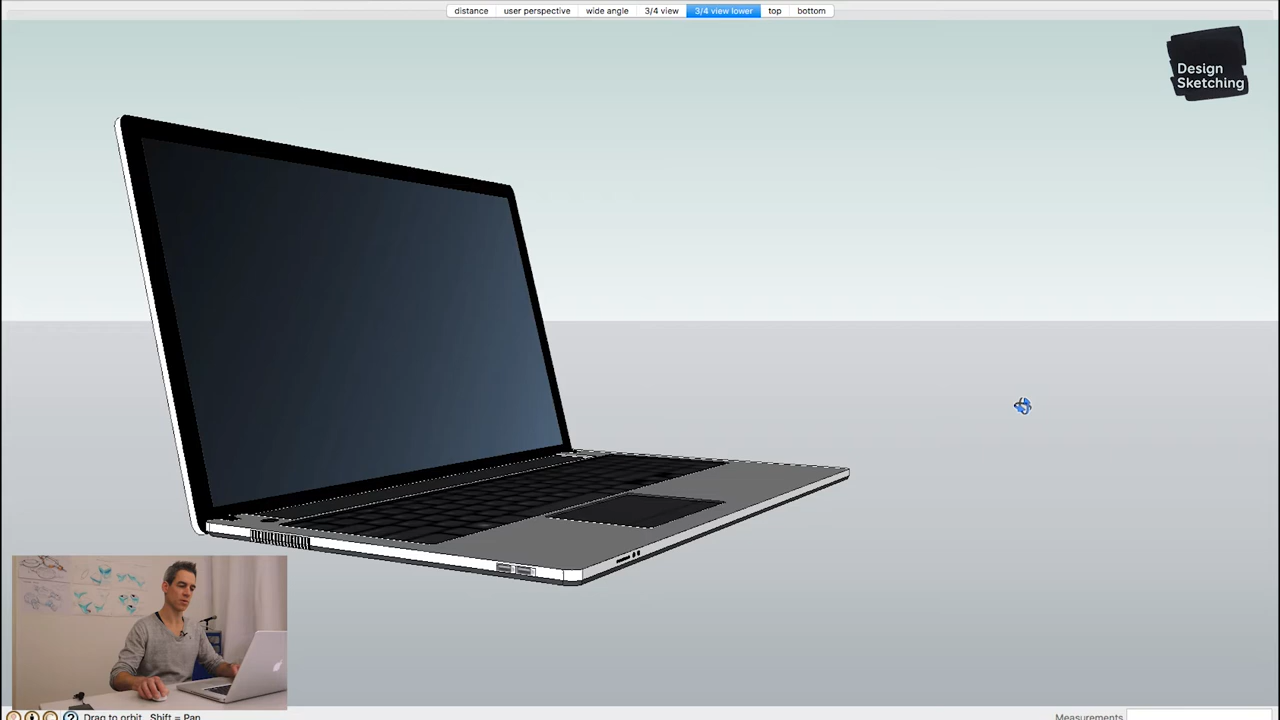 distance
user perspective
wide angle
3/4 view
3/4 view lower
top
bottom
Design
Sketching
Drag to orbit. Shift = Pan
Measurements